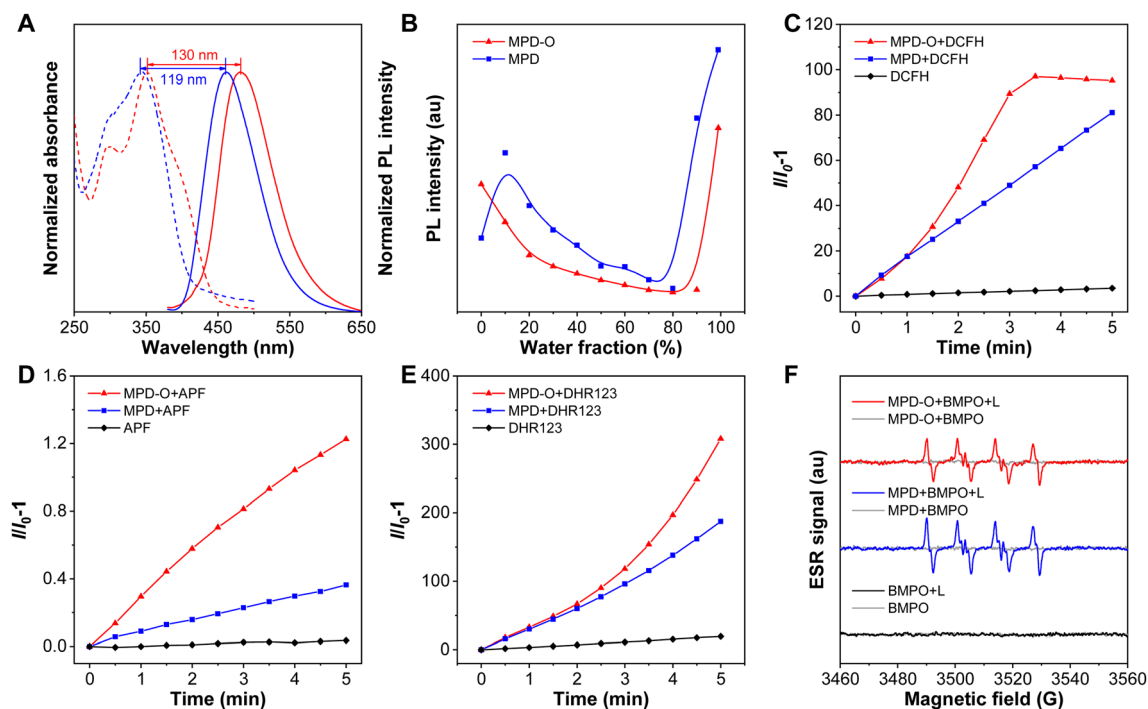 A
130 nm
119 nm
Normalized absorbance
Normalized PL intensity
250 350 450 550 650
Wavelength (nm)
B
MPD-O
MPD
PL intensity (au)
0 20 40 60 80 100
Water fraction (%)
C
120
100
80
60
40
20
0
MPD-O+DCFH
MPD+DCFH
DCFH
I/I0-1
0 1 2 3 4 5
Time (min)
D
1.6
1.2
0.8
0.4
0.0
MPD-O+APF
MPD+APF
APF
I/I0-1
0 1 2 3 4 5
Time (min)
E
400
300
200
100
0
MPD-O+DHR123
MPD+DHR123
DHR123
I/I0-1
0 1 2 3 4 5
Time (min)
F
MPD-O+BMPO+L
MPD-O+BMPO
MPD+BMPO+L
MPD+BMPO
BMPO+L
BMPO
ESR signal (au)
3460 3480 3500 3520 3540 3560
Magnetic field (G)